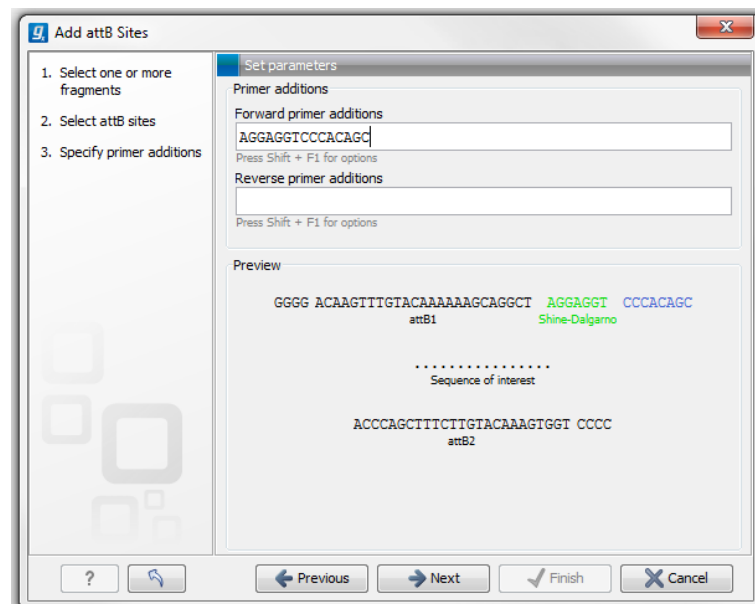 Add attB Sites
1. Select one or more
fragments
2. Select attB sites
3. Specify primer additions
Set parameters
Primer additions
Forward primer additions
AGGAGGTCCCACAGC
Press Shift + F1 for options
Reverse primer additions
Press Shift + F1 for options
Preview
GGGG ACAAGTTTGTACAAAAAAGCAGGCT AGGAGGT CCCACAGC
attB1 Shine-Dalgarno
................
Sequence of interest
ACCCAGCTTTCTTGTACAAAGTGGT CCCC
attB2
? Previous Next Finish Cancel